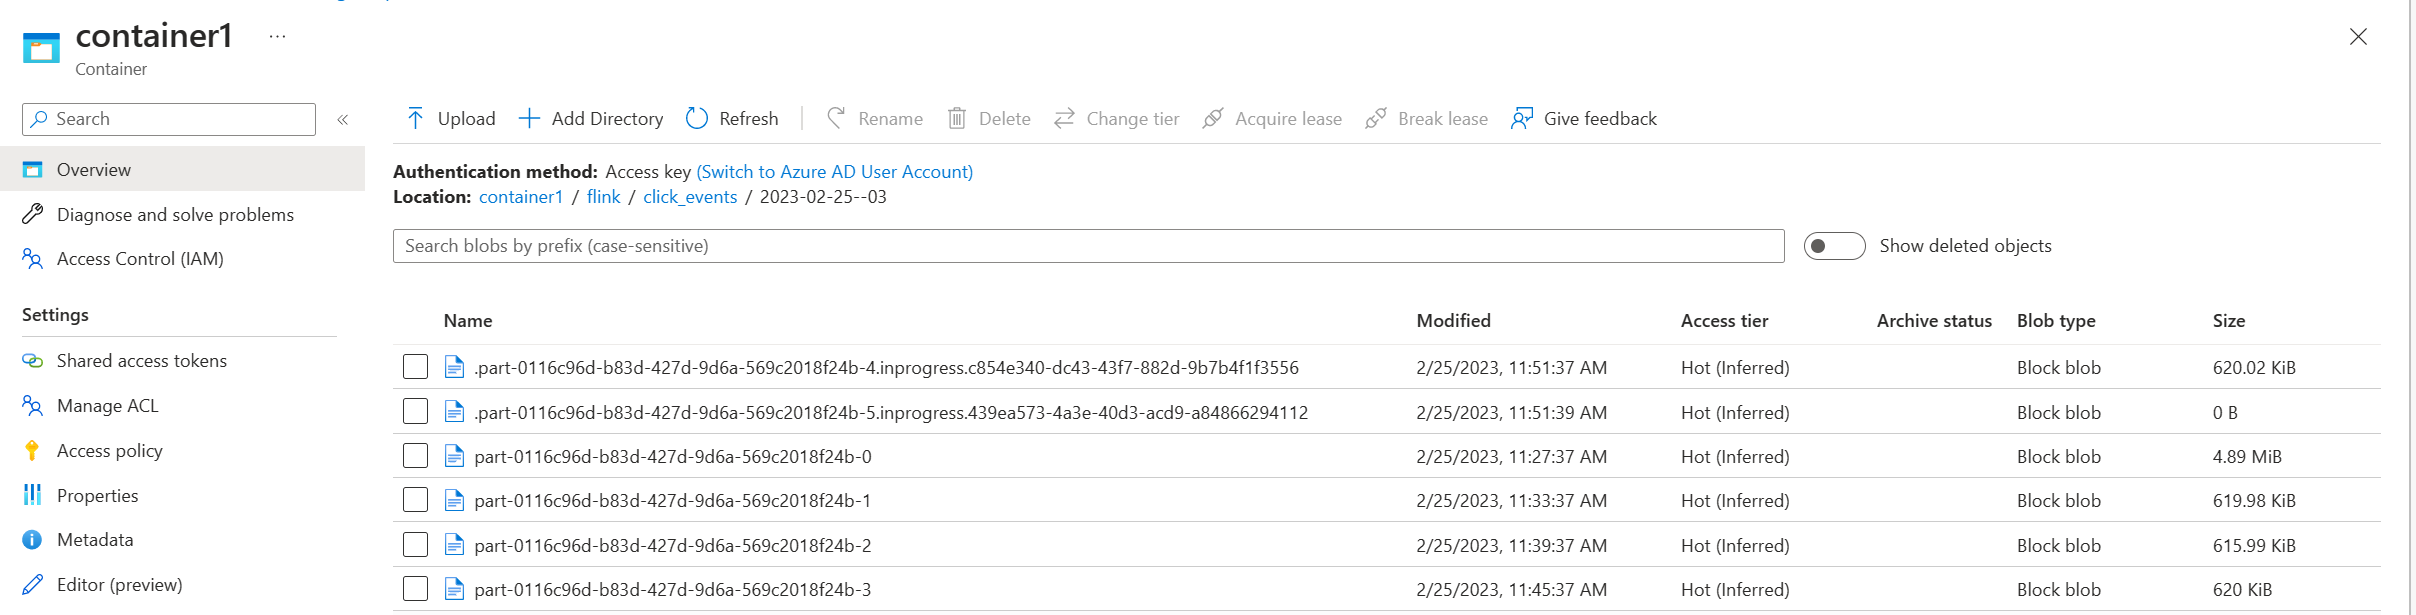 container1 ...
Container
Search «
Overview
Diagnose and solve problems
Access Control (IAM)
Settings
Shared access tokens
Manage ACL
Access policy
Properties
Metadata
Editor (preview)
Upload Add Directory Refresh Rename Delete Change tier Acquire lease Break lease Give feedback
Authentication method: Access key (Switch to Azure AD User Account)
Location: container1 / flink / click_events / 2023-02-25--03
Search blobs by prefix (case-sensitive) Show deleted objects
Name Modified Access tier Archive status Blob type Size
.part-0116c96d-b83d-427d-9d6a-569c2018f24b-4.inprogress.c854e340-dc43-43f7-882d-9b7b4f1f3556 2/25/2023, 11:51:37 AM Hot (Inferred) Block blob 620.02 KiB
.part-0116c96d-b83d-427d-9d6a-569c2018f24b-5.inprogress.439ea573-4a3e-40d3-acd9-a84866294112 2/25/2023, 11:51:39 AM Hot (Inferred) Block blob 0 B
part-0116c96d-b83d-427d-9d6a-569c2018f24b-0 2/25/2023, 11:27:37 AM Hot (Inferred) Block blob 4.89 MiB
part-0116c96d-b83d-427d-9d6a-569c2018f24b-1 2/25/2023, 11:33:37 AM Hot (Inferred) Block blob 619.98 KiB
part-0116c96d-b83d-427d-9d6a-569c2018f24b-2 2/25/2023, 11:39:37 AM Hot (Inferred) Block blob 615.99 KiB
part-0116c96d-b83d-427d-9d6a-569c2018f24b-3 2/25/2023, 11:45:37 AM Hot (Inferred) Block blob 620 KiB